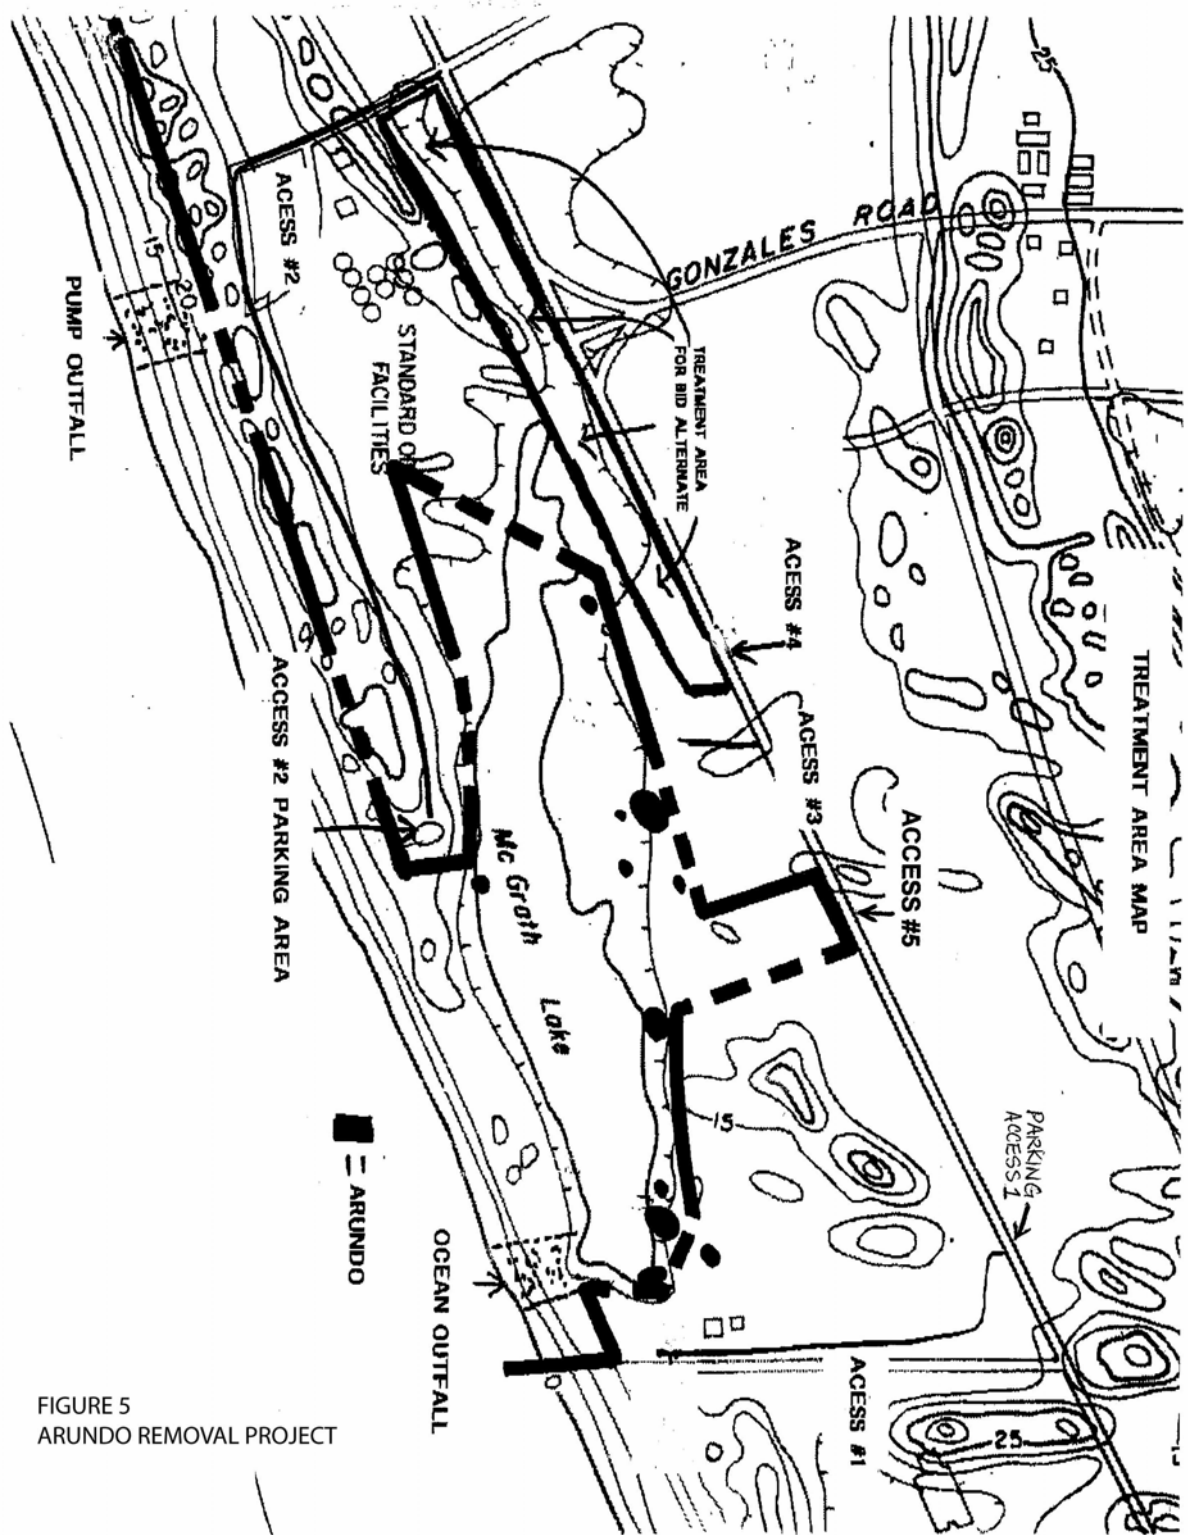 TREATMENT AREA MAP
25
GONZALES ROAD
ACESS #2
15
20
PUMP OUTFALL
STANDARD O
FACILITIES
TREATMENT AREA
FOR BID ALTERNATE
ACESS #4
ACESS #3
ACCESS #5
ACCESS #2 PARKING AREA
Mc Grath
Lake
15
PARKING
ACCESS 1
= ARUNDO
OCEAN OUTFALL
ACESS #1
25
FIGURE 5
ARUNDO REMOVAL PROJECT